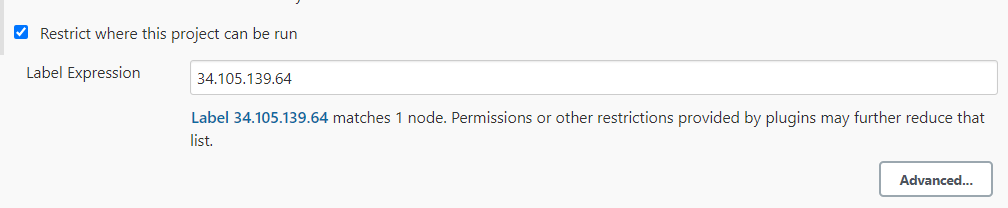 Restrict where this project can be run
Label Expression
34.105.139.64
Label 34.105.139.64 matches 1 node. Permissions or other restrictions provided by plugins may further reduce that
list.
Advanced...